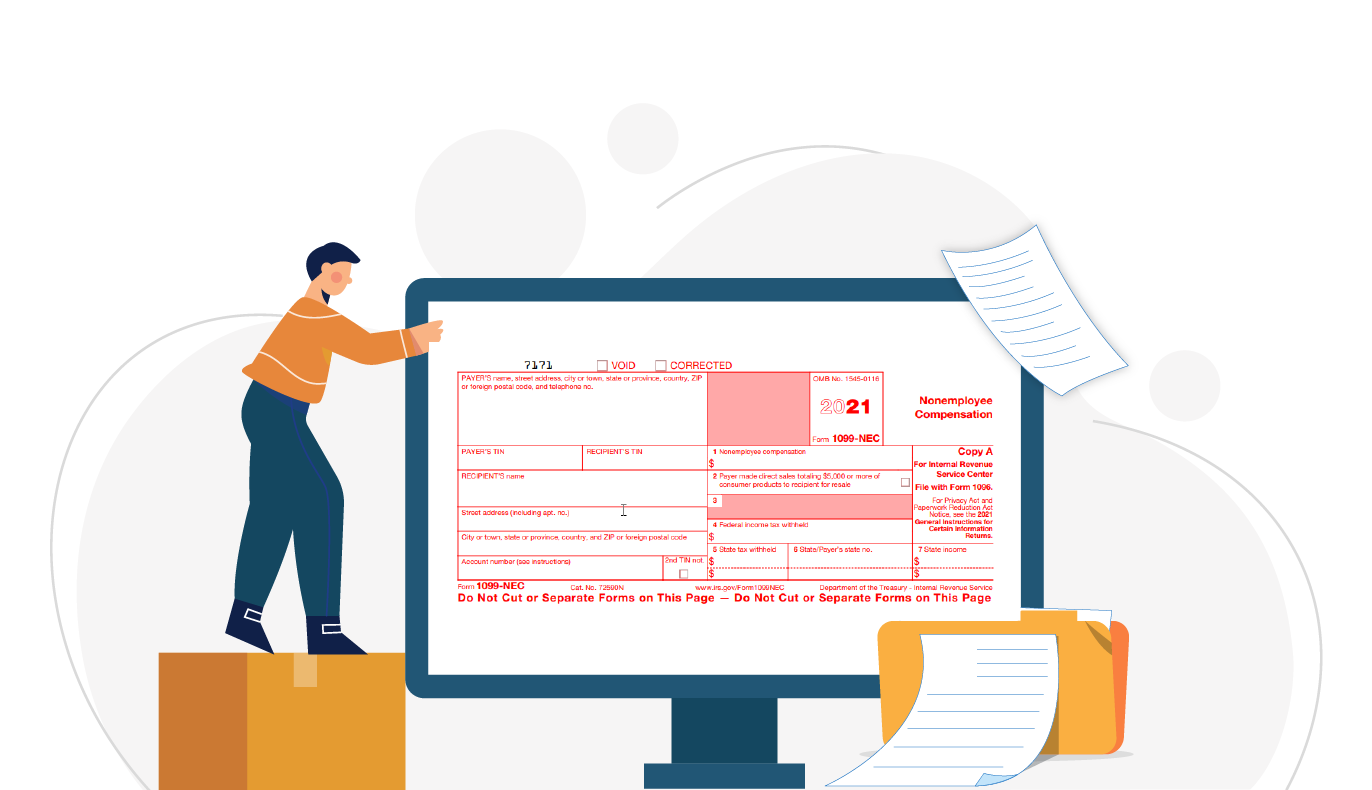 7171 VOID CORRECTED
PAYER'S name, street address, city or town, state or province, country, ZIP
or foreign postal code, and telephone no.
OMB No. 1545-0116
2021
Form 1099-NEC
Nonemployee
Compensation
PAYER'S TIN
RECIPIENT'S TIN
1 Nonemployee compensation
$
Copy A
For Internal Revenue
Service Center
File with Form 1096.
RECIPIENT'S name
2 Payer made direct sales totaling $5,000 or more of
consumer products to recipient for resale
3
For Privacy Act and
Paperwork Reduction Act
Notice, see the 2021
General Instructions for
Certain Information
Returns.
Street address (including apt. no.)
4 Federal income tax withheld
$
City or town, state or province, country, and ZIP or foreign postal code
5 State tax withheld
$
$
6 State/Payer's state no.
7 State income
$
$
Account number (see instructions)
2nd TIN not.
Form 1099-NEC Cat. No. 72590N www.irs.gov/Form1099NEC Department of the Treasury - Internal Revenue Service
Do Not Cut or Separate Forms on This Page — Do Not Cut or Separate Forms on This Page